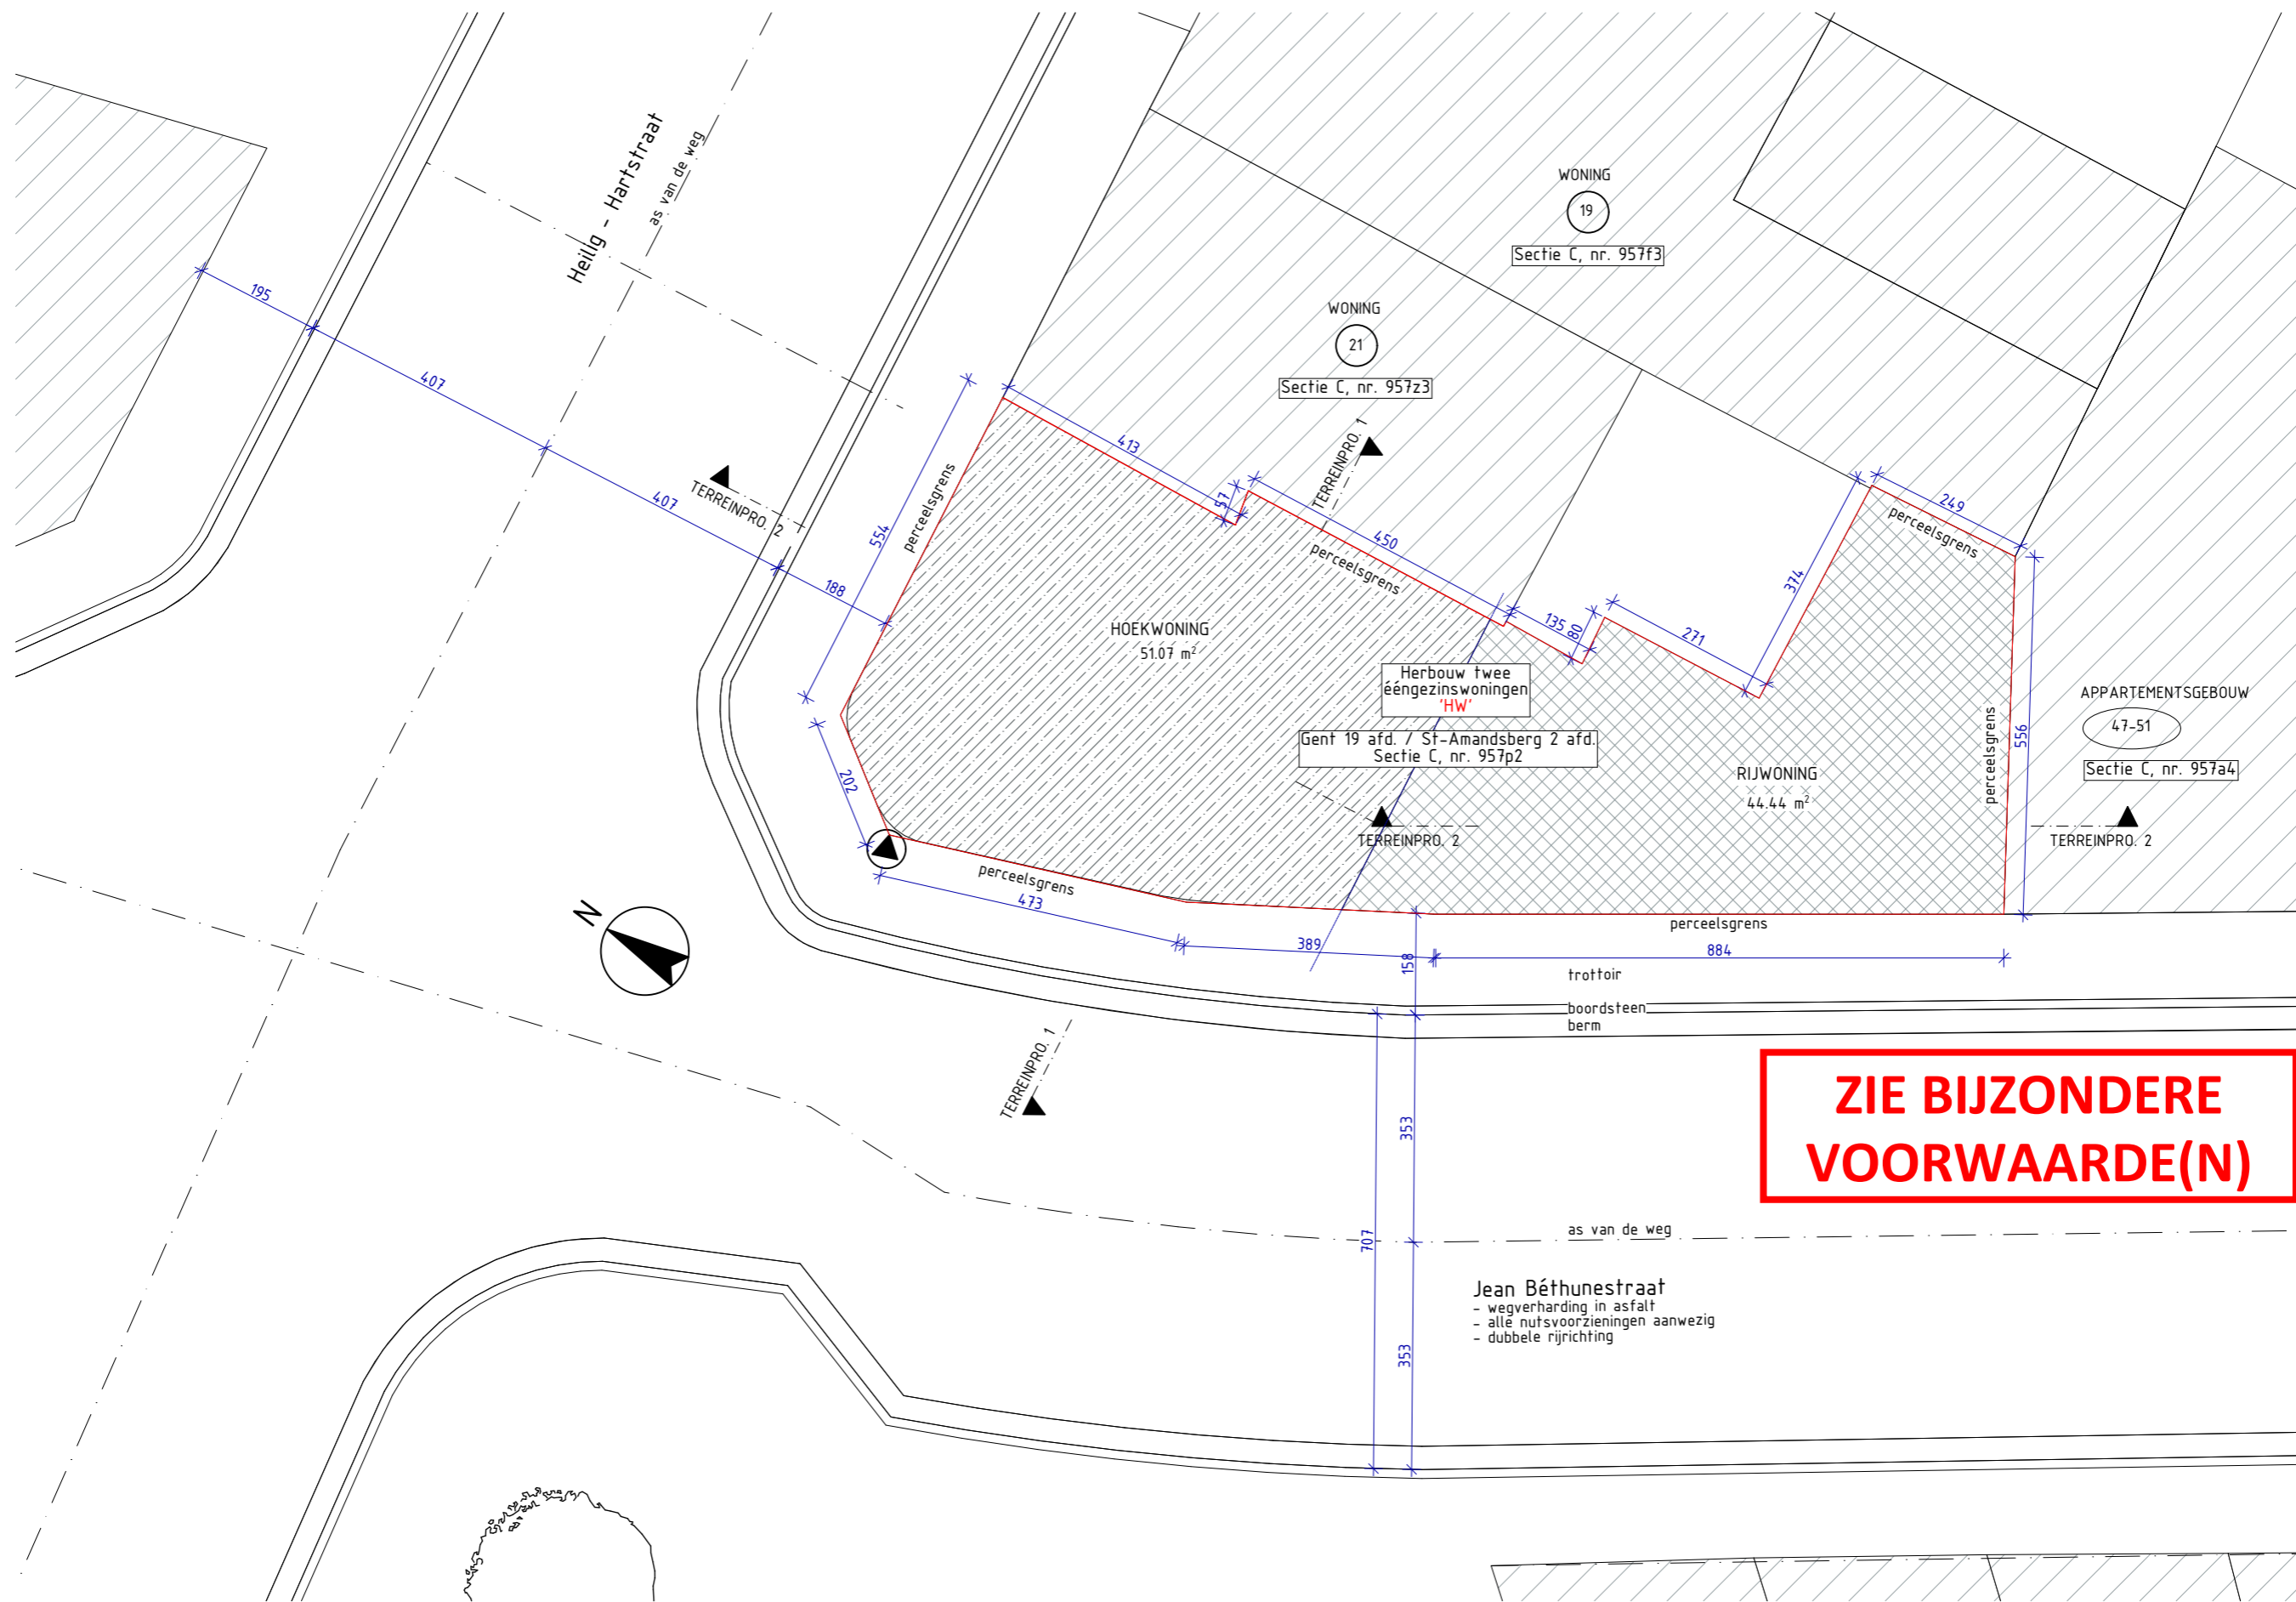 Heilig - Hartstraat
as van de weg
WONING
19
Sectie C, nr. 957f3
WONING
21
Sectie C, nr. 957z3
195
407
407
188
554
413
57
450
135
80
271
374
249
556
202
473
389
884
158
353
707
353
TERREINPRO. 1
TERREINPRO. 2
perceelsgrens
perceelsgrens
perceelsgrens
perceelsgrens
HOEKWONING
51.07 m²
Herbouw twee
ééngezinswoningen
'HW'
Gent 19 afd. / St-Amandsberg 2 afd.
Sectie C, nr. 957p2
RIJWONING
44.44 m²
APPARTEMENTSGEBOUW
47-51
Sectie C, nr. 957a4
TERREINPRO. 2
TERREINPRO. 2
perceelsgrens
perceelsgrens
N
trottoir
boordsteen
berm
TERREINPRO. 1
ZIE BIJZONDERE
VOORWAARDE(N)
as van de weg
Jean Béthunestraat
- wegverharding in asfalt
- alle nutsvoorzieningen aanwezig
- dubbele rijrichting